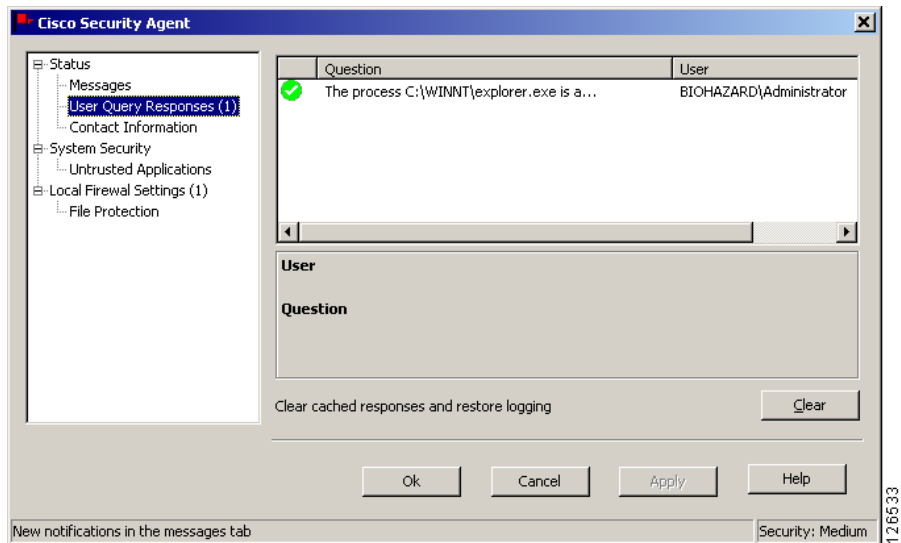 Cisco Security Agent
Status
Messages
User Query Responses (1)
Contact Information
System Security
Untrusted Applications
Local Firewal Settings (1)
File Protection
Question User
The process C:\WINNT\explorer.exe is a... BIOHAZARD\Administrator
User
Question
Clear cached responses and restore logging
Clear
Ok Cancel Apply Help
New notifications in the messages tab
Security: Medium
126533